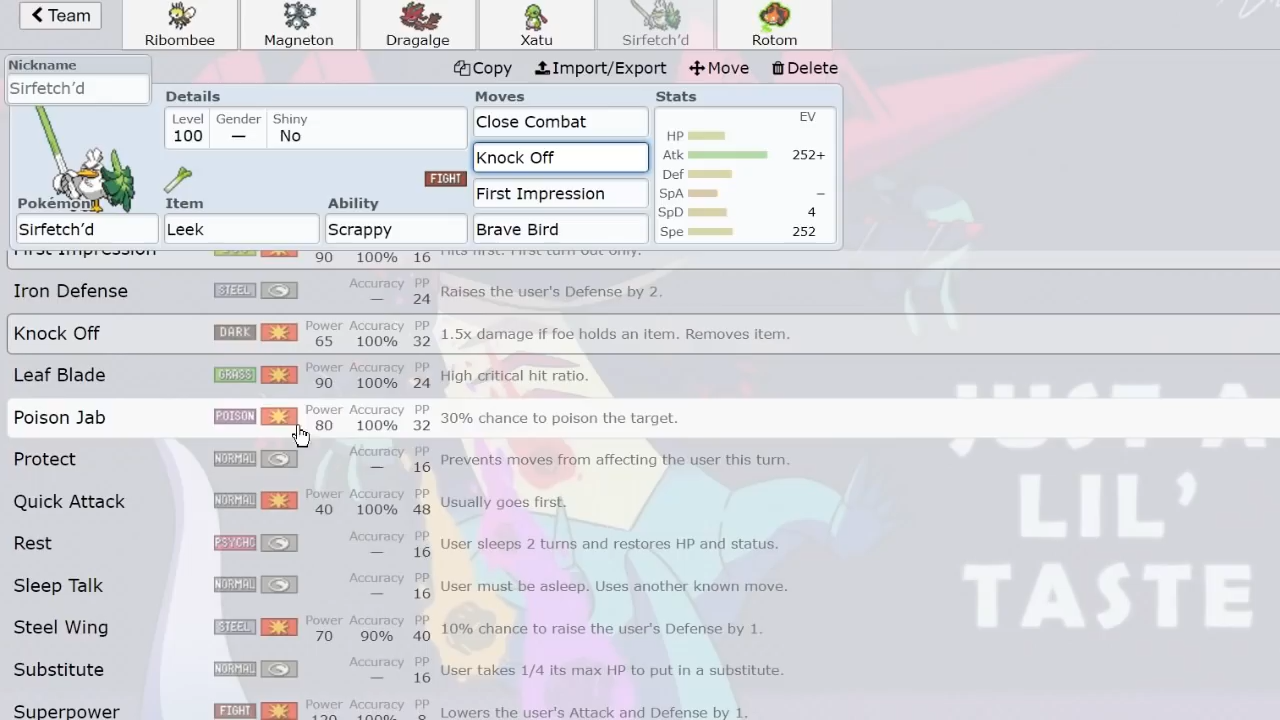 Team
Ribombee
Magneton
Dragalge
Xatu
Sirfetch'd
Rotom
Nickname
Sirfetch'd
Copy
Import/Export
Move
Delete
Details
Level
100
Gender
—
Shiny
No
FIGHT
Pokémon
Sirfetch'd
Item
Leek
Ability
Scrappy
Moves
Close Combat
Knock Off
First Impression
Brave Bird
Stats
EV
HP
Atk 252+
Def
SpA –
SpD 4
Spe 252
First Impression 90 100% 16 Hits first. First turn out only.
Iron Defense STEEL Accuracy — PP 24 Raises the user's Defense by 2.
Knock Off DARK Power 65 Accuracy 100% PP 32 1.5x damage if foe holds an item. Removes item.
Leaf Blade GRASS Power 90 Accuracy 100% PP 24 High critical hit ratio.
Poison Jab POISON Power 80 Accuracy 100% PP 32 30% chance to poison the target.
Protect NORMAL Accuracy — PP 16 Prevents moves from affecting the user this turn.
Quick Attack NORMAL Power 40 Accuracy 100% PP 48 Usually goes first.
Rest PSYCHC Accuracy — PP 16 User sleeps 2 turns and restores HP and status.
Sleep Talk NORMAL Accuracy — PP 16 User must be asleep. Uses another known move.
Steel Wing STEEL Power 70 Accuracy 90% PP 40 10% chance to raise the user's Defense by 1.
Substitute NORMAL Accuracy — PP 16 User takes 1/4 its max HP to put in a substitute.
Superpower FIGHT Power 120 Accuracy 100% PP 8 Lowers the user's Attack and Defense by 1.
JUST A
LIL'
TASTE